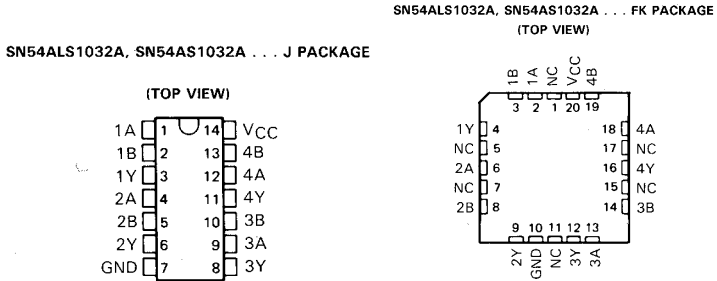 SN54ALS1032A, SN54AS1032A . . . J PACKAGE
(TOP VIEW)
1A 1 14 VCC
1B 2 13 4B
1Y 3 12 4A
2A 4 11 4Y
2B 5 10 3B
2Y 6 9 3A
GND 7 8 3Y
SN54ALS1032A, SN54AS1032A . . . FK PACKAGE
(TOP VIEW)
1B 1A NC VCC 4B
3 2 1 20 19
1Y 4 18 4A
NC 5 17 NC
2A 6 16 4Y
NC 7 15 NC
2B 8 14 3B
9 10 11 12 13
2Y GND NC 3Y 3A